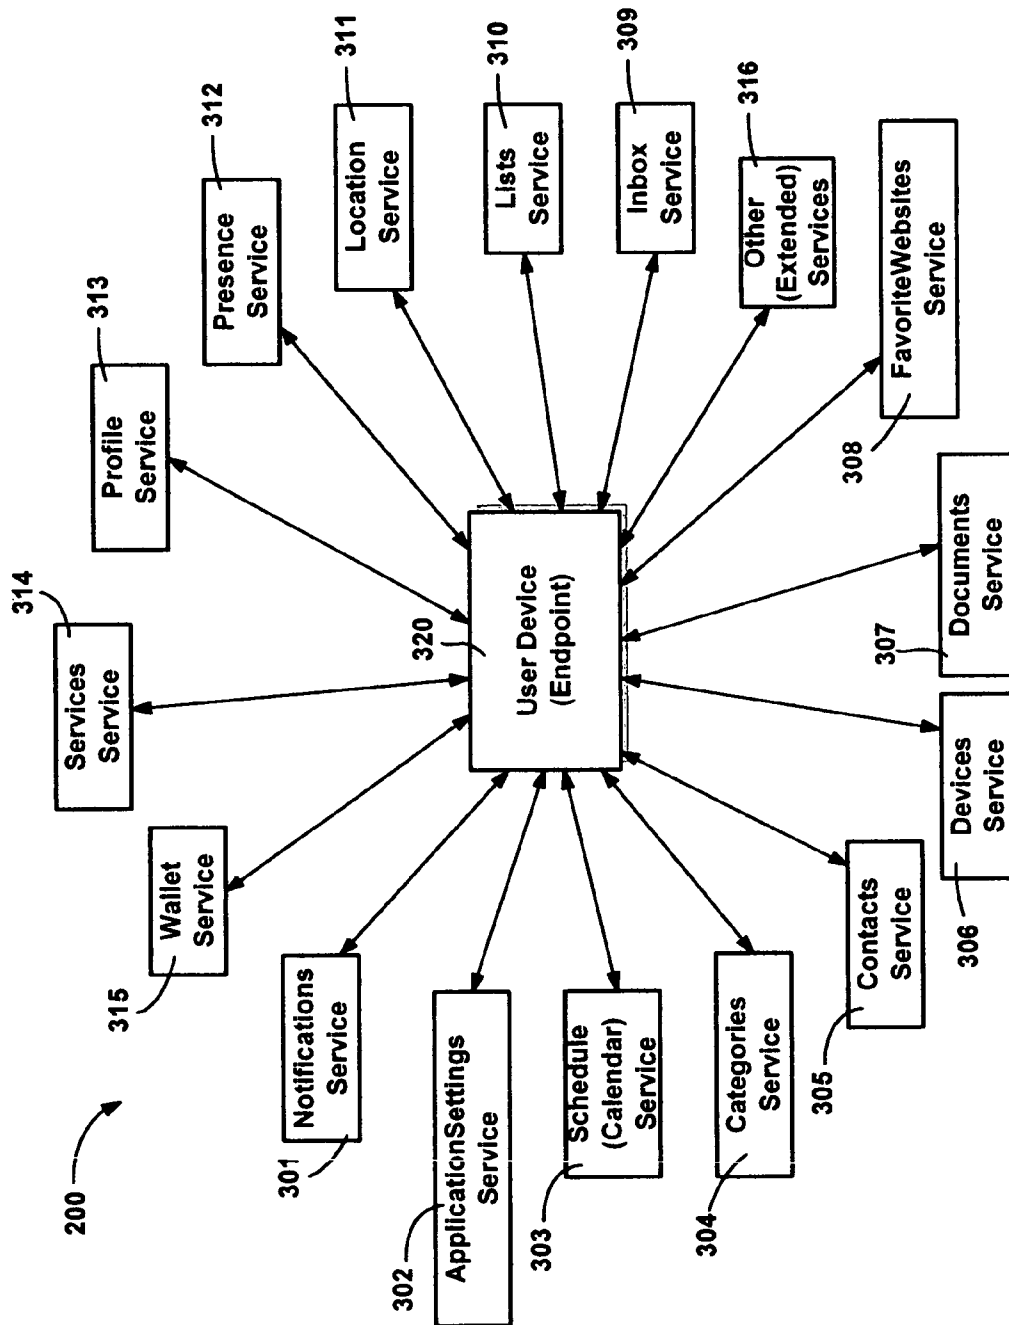 200
314
Services
Service
313
Profile
Service
312
Presence
Service
311
Location
Service
310
Lists
Service
309
Inbox
Service
316
Other
(Extended)
Services
308
FavoriteWebsites
Service
307
Documents
Service
306
Devices
Service
305
Contacts
Service
304
Categories
Service
303
Schedule
(Calendar)
Service
302
ApplicationSettings
Service
301
Notifications
Service
315
Wallet
Service
320
User Device
(Endpoint)